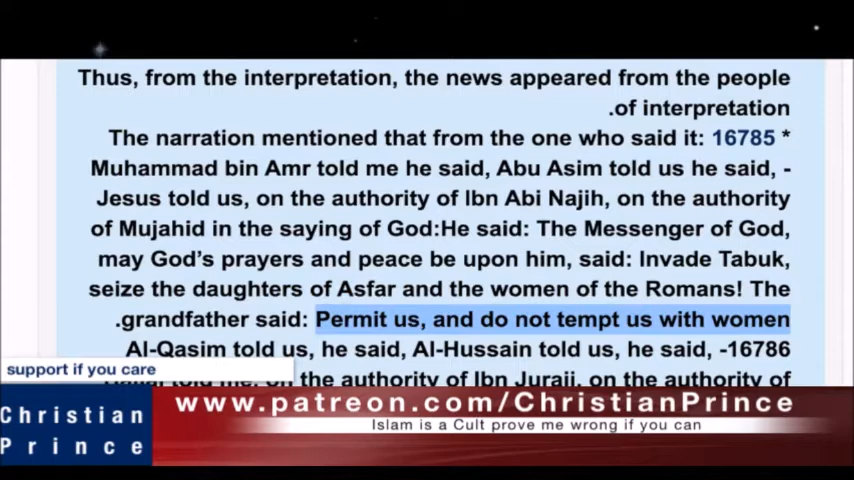 Thus, from the interpretation, the news appeared from the people
.of interpretation
The narration mentioned that from the one who said it: 16785 *
Muhammad bin Amr told me he said, Abu Asim told us he said, -
Jesus told us, on the authority of Ibn Abi Najih, on the authority
of Mujahid in the saying of God:He said: The Messenger of God,
may God's prayers and peace be upon him, said: Invade Tabuk,
seize the daughters of Asfar and the women of the Romans! The
.grandfather said: Permit us, and do not tempt us with women
Al-Qasim told us, he said, Al-Hussain told us, he said, -16786
on the authority of Ibn Juraij, on the authority of
support if you care
Christian
Prince
www.patreon.com/ChristianPrince
Islam is a Cult prove me wrong if you can